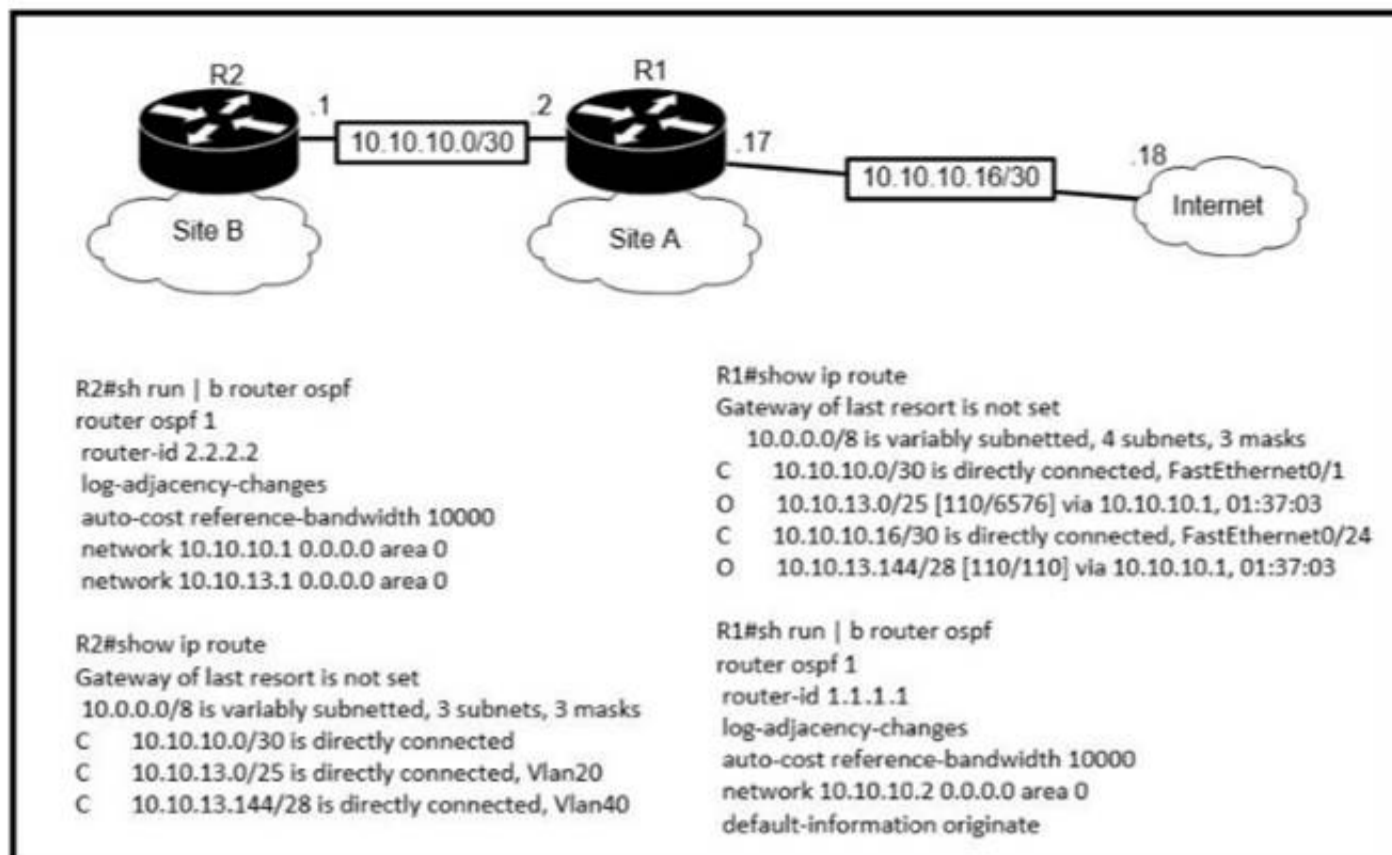 R2
R1
.1
.2
10.10.10.0/30
.17
.18
10.10.10.16/30
Internet
Site B
Site A
R2#sh run | b router ospf
router ospf 1
router-id 2.2.2.2
log-adjacency-changes
auto-cost reference-bandwidth 10000
network 10.10.10.1 0.0.0.0 area 0
network 10.10.13.1 0.0.0.0 area 0
R2#show ip route
Gateway of last resort is not set
10.0.0.0/8 is variably subnetted, 3 subnets, 3 masks
C 10.10.10.0/30 is directly connected
C 10.10.13.0/25 is directly connected, Vlan20
C 10.10.13.144/28 is directly connected, Vlan40
R1#show ip route
Gateway of last resort is not set
10.0.0.0/8 is variably subnetted, 4 subnets, 3 masks
C 10.10.10.0/30 is directly connected, FastEthernet0/1
O 10.10.13.0/25 [110/6576] via 10.10.10.1, 01:37:03
C 10.10.10.16/30 is directly connected, FastEthernet0/24
O 10.10.13.144/28 [110/110] via 10.10.10.1, 01:37:03
R1#sh run | b router ospf
router ospf 1
router-id 1.1.1.1
log-adjacency-changes
auto-cost reference-bandwidth 10000
network 10.10.10.2 0.0.0.0 area 0
default-information originate